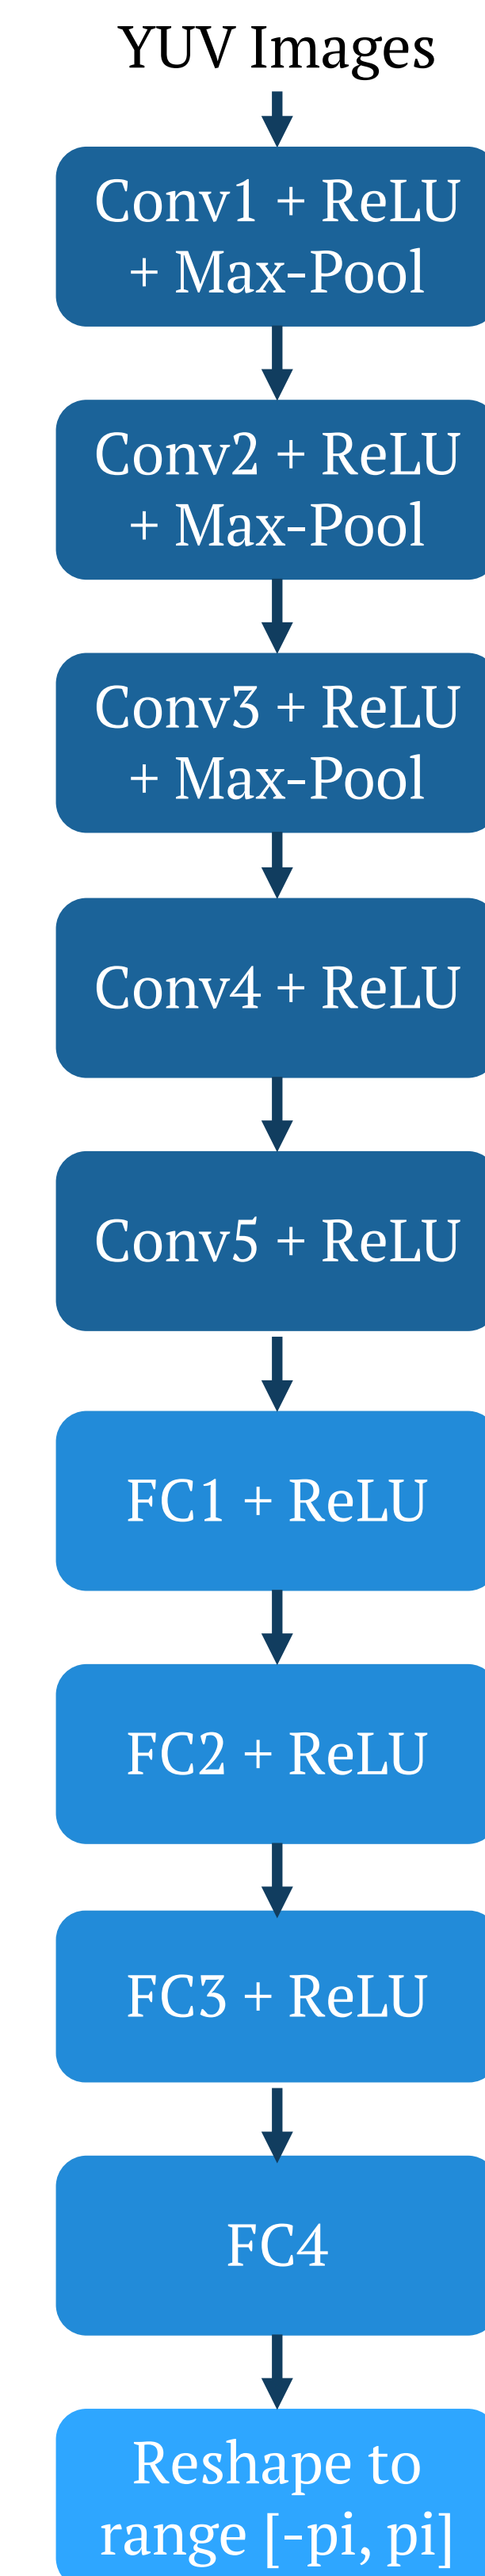 YUV Images
Conv1 + ReLU
+ Max-Pool
Conv2 + ReLU
+ Max-Pool
Conv3 + ReLU
+ Max-Pool
Conv4 + ReLU
Conv5 + ReLU
FC1 + ReLU
FC2 + ReLU
FC3 + ReLU
FC4
Reshape to
range [-pi, pi]